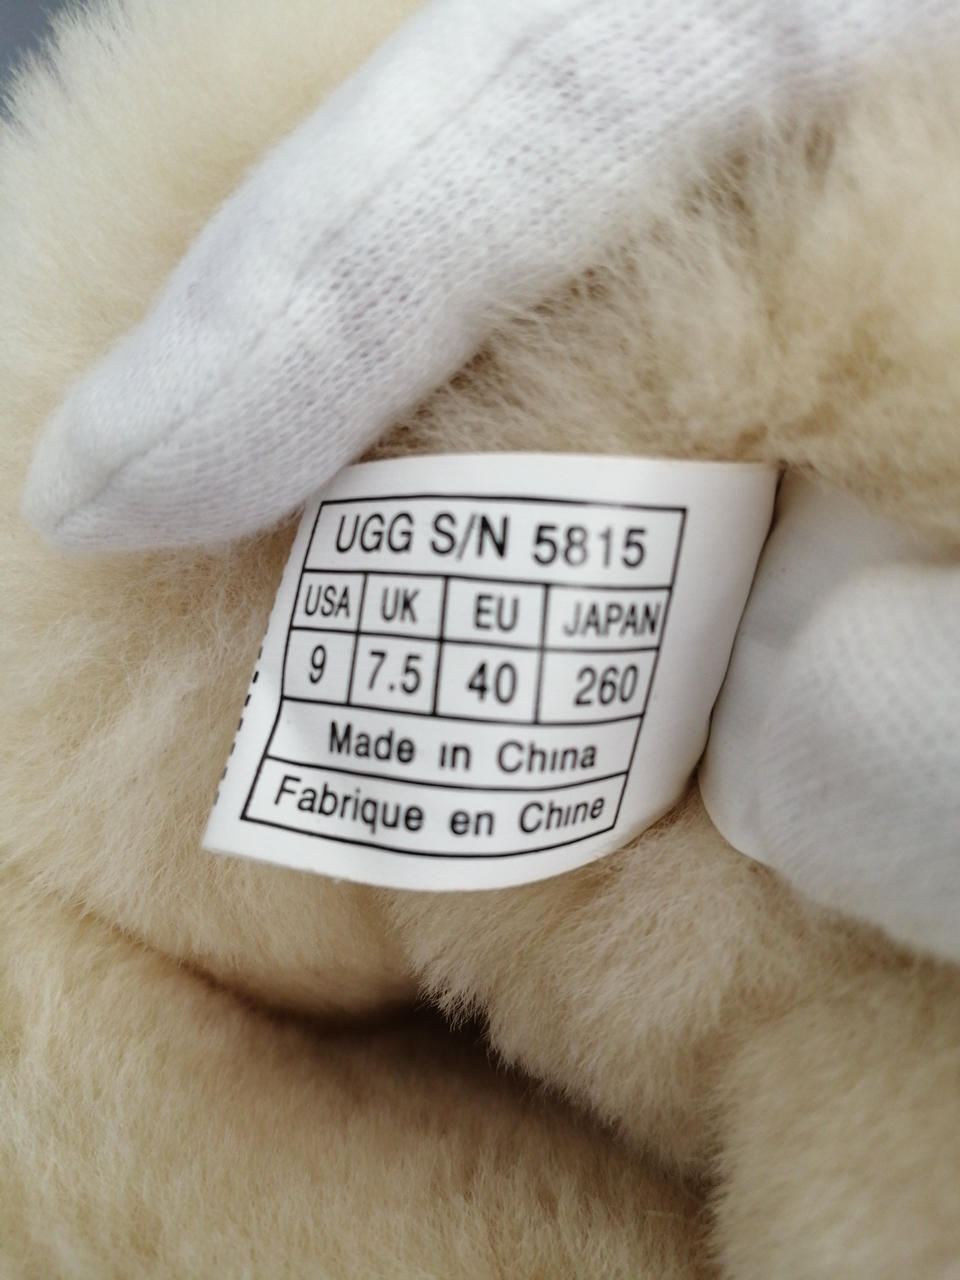 UGG S/N 5815
USA UK EU JAPAN
9 7.5 40 260
Made in China
Fabrique en Chine